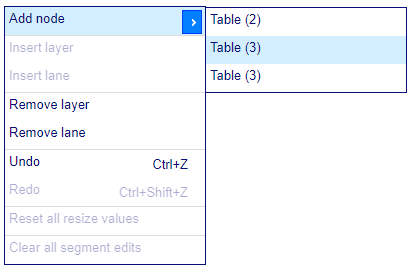 Add node
Insert layer
Insert lane
Remove layer
Remove lane
Undo Ctrl+Z
Redo Ctrl+Shift+Z
Reset all resize values
Clear all segment edits
Table (2)
Table (3)
Table (3)